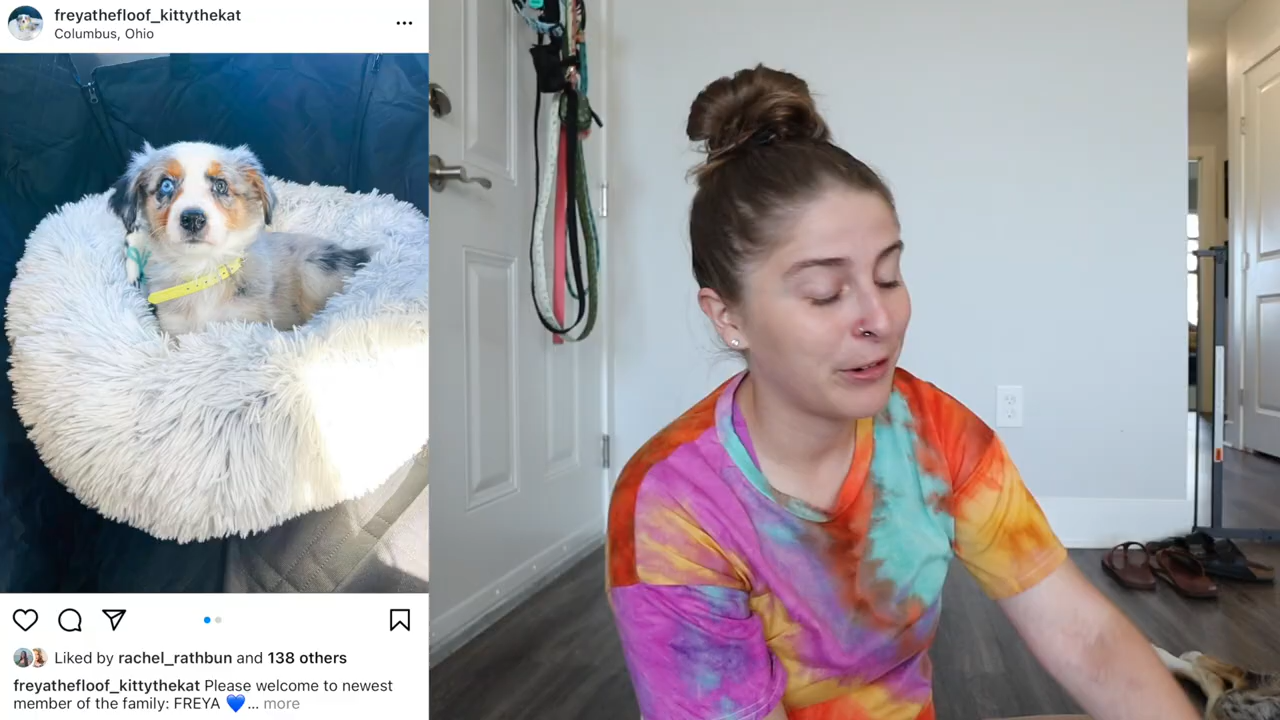 freyathefloof_kittythekat
Columbus, Ohio
Liked by rachel_rathbun and 138 others
freyathefloof_kittythekat Please welcome to newest
member of the family: FREYA 💙... more